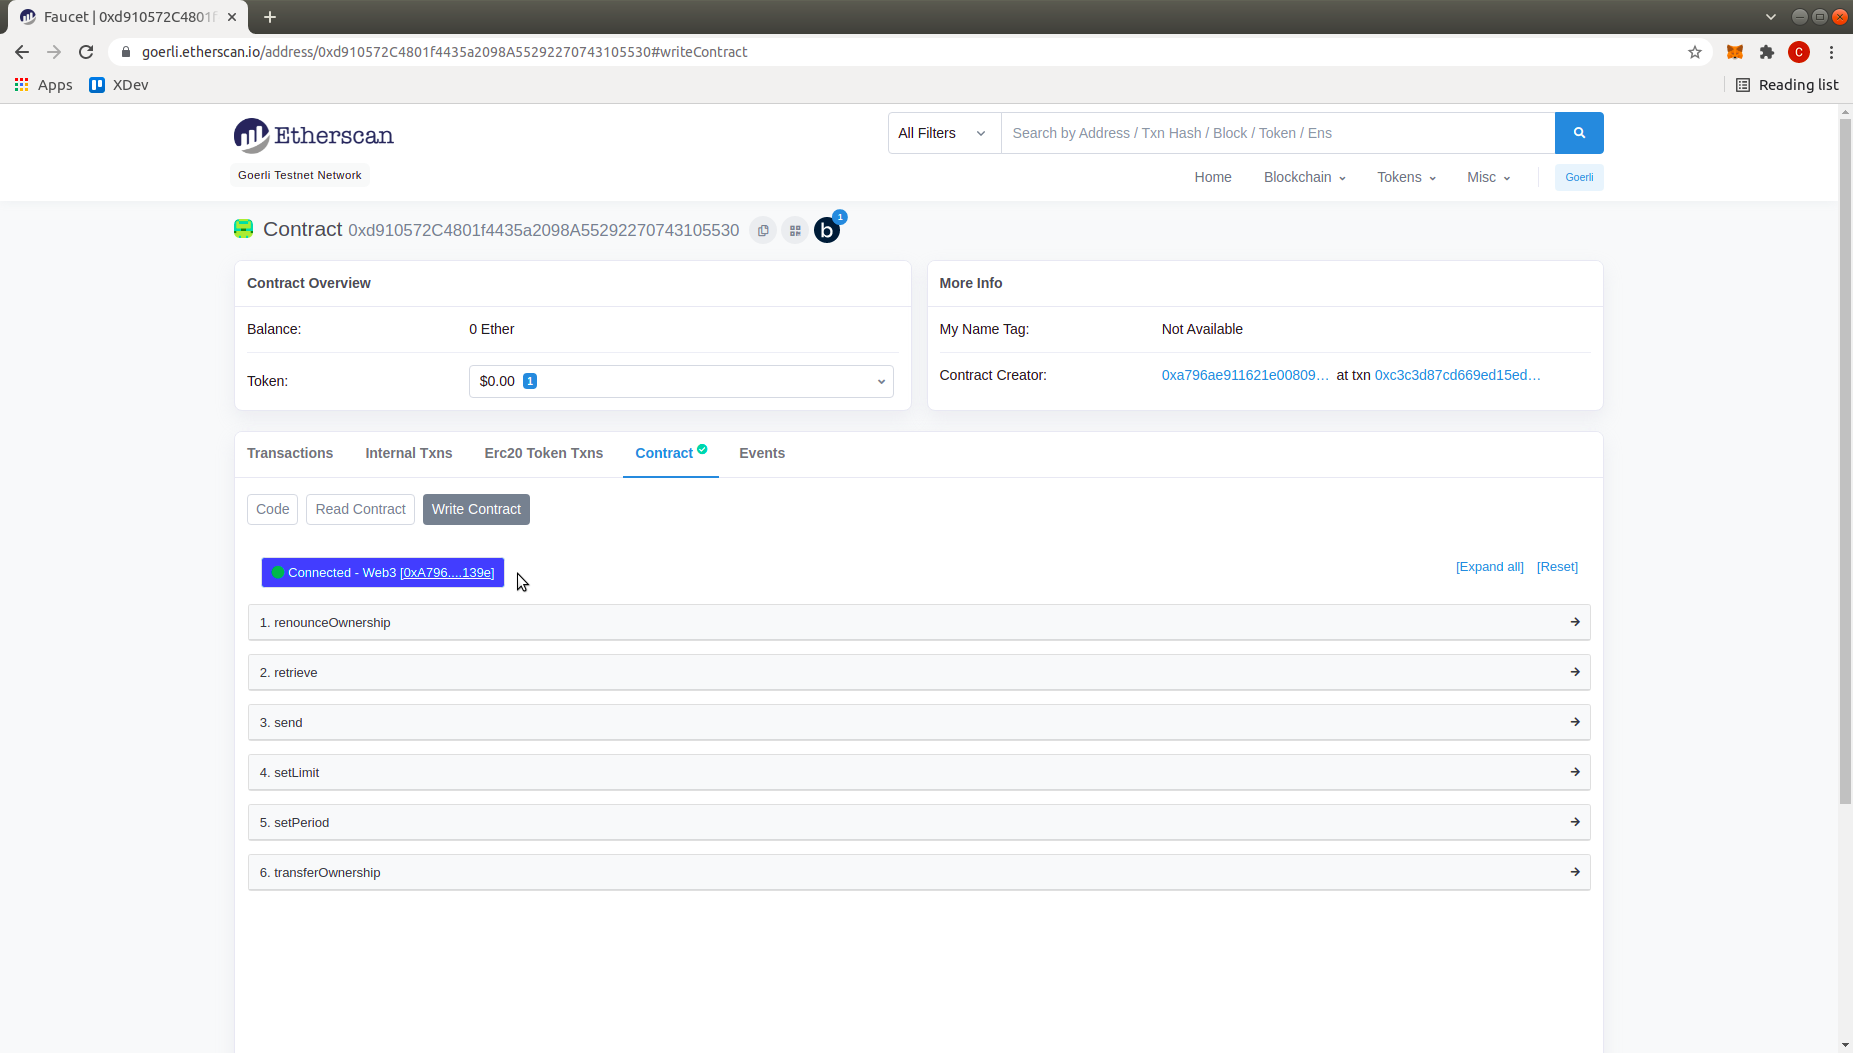 Faucet | 0xd910572C4801f
goerli.etherscan.io/address/0xd910572C4801f4435a2098A55292270743105530#writeContract
C
Apps XDev Reading list
Etherscan
All Filters Search by Address / Txn Hash / Block / Token / Ens
Goerli Testnet Network
Home Blockchain Tokens Misc Goerli
Contract 0xd910572C4801f4435a2098A55292270743105530 b 1
Contract Overview
Balance: 0 Ether
Token: $0.00 1
More Info
My Name Tag: Not Available
Contract Creator: 0xa796ae911621e00809... at txn 0xc3c3d87cd669ed15ed...
Transactions Internal Txns Erc20 Token Txns Contract Events
Code Read Contract Write Contract
Connected - Web3 [0xA796....139e] [Expand all] [Reset]
1. renounceOwnership
2. retrieve
3. send
4. setLimit
5. setPeriod
6. transferOwnership